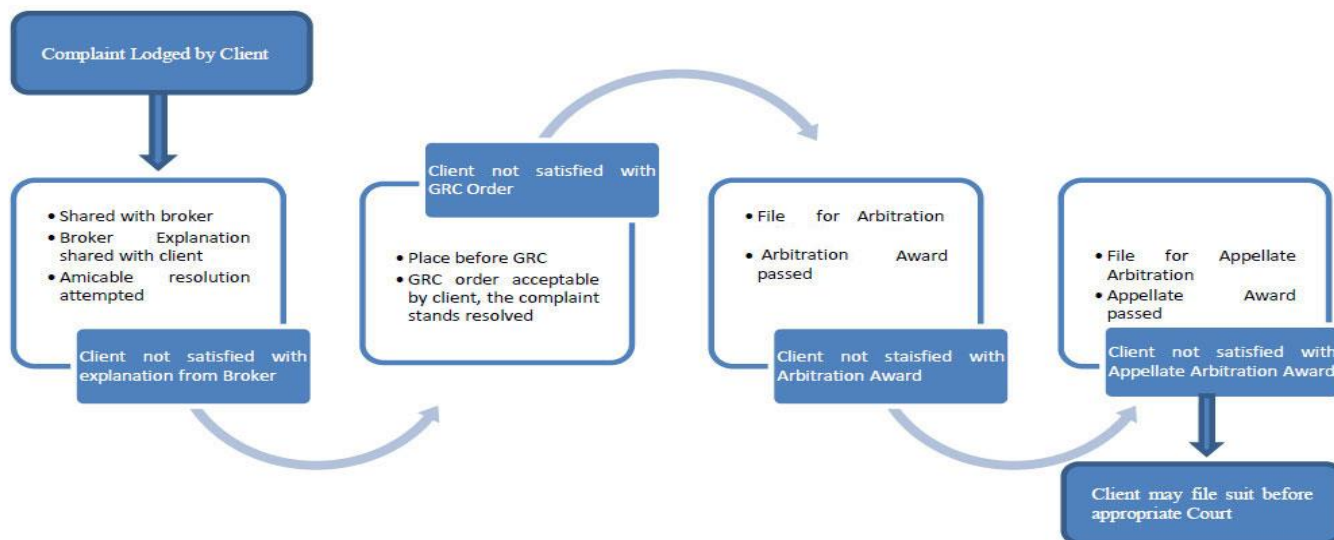 Complaint Lodged by Client
• Shared with broker
• Broker Explanation
shared with client
• Amicable resolution
attempted
Client not satisfied with
explanation from Broker
Client not satisfied with
GRC Order
• Place before GRC
• GRC order acceptable
by client, the complaint
stands resolved
• File for Arbitration
• Arbitration Award
passed
Client not staisfied with
Arbitration Award
• File for Appellate
Arbitration
• Appellate Award
passed
Client not satisfied with
Appellate Arbitration Award
Client may file suit before
appropriate Court